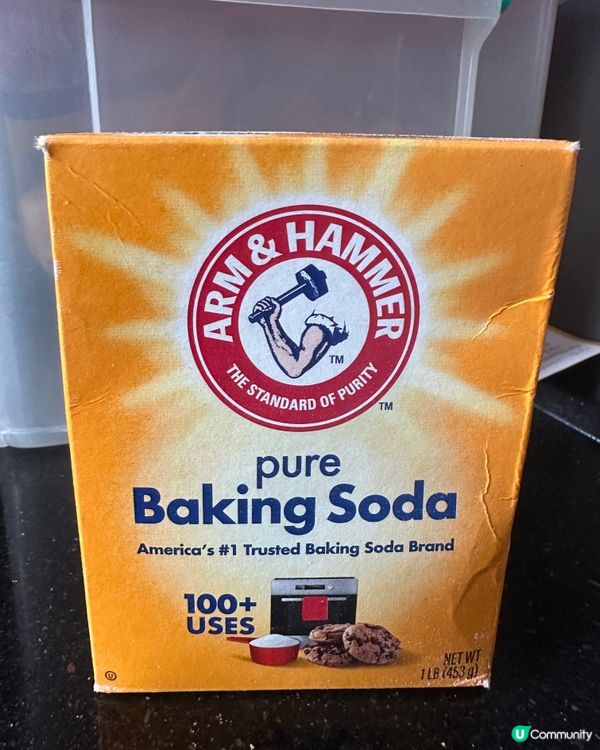 ARM & HAMMER
TM
THE STANDARD OF PURITY
TM
pure
Baking Soda
America's #1 Trusted Baking Soda Brand
100+
USES
NET WT
1 LB (453 g)
U
U Community